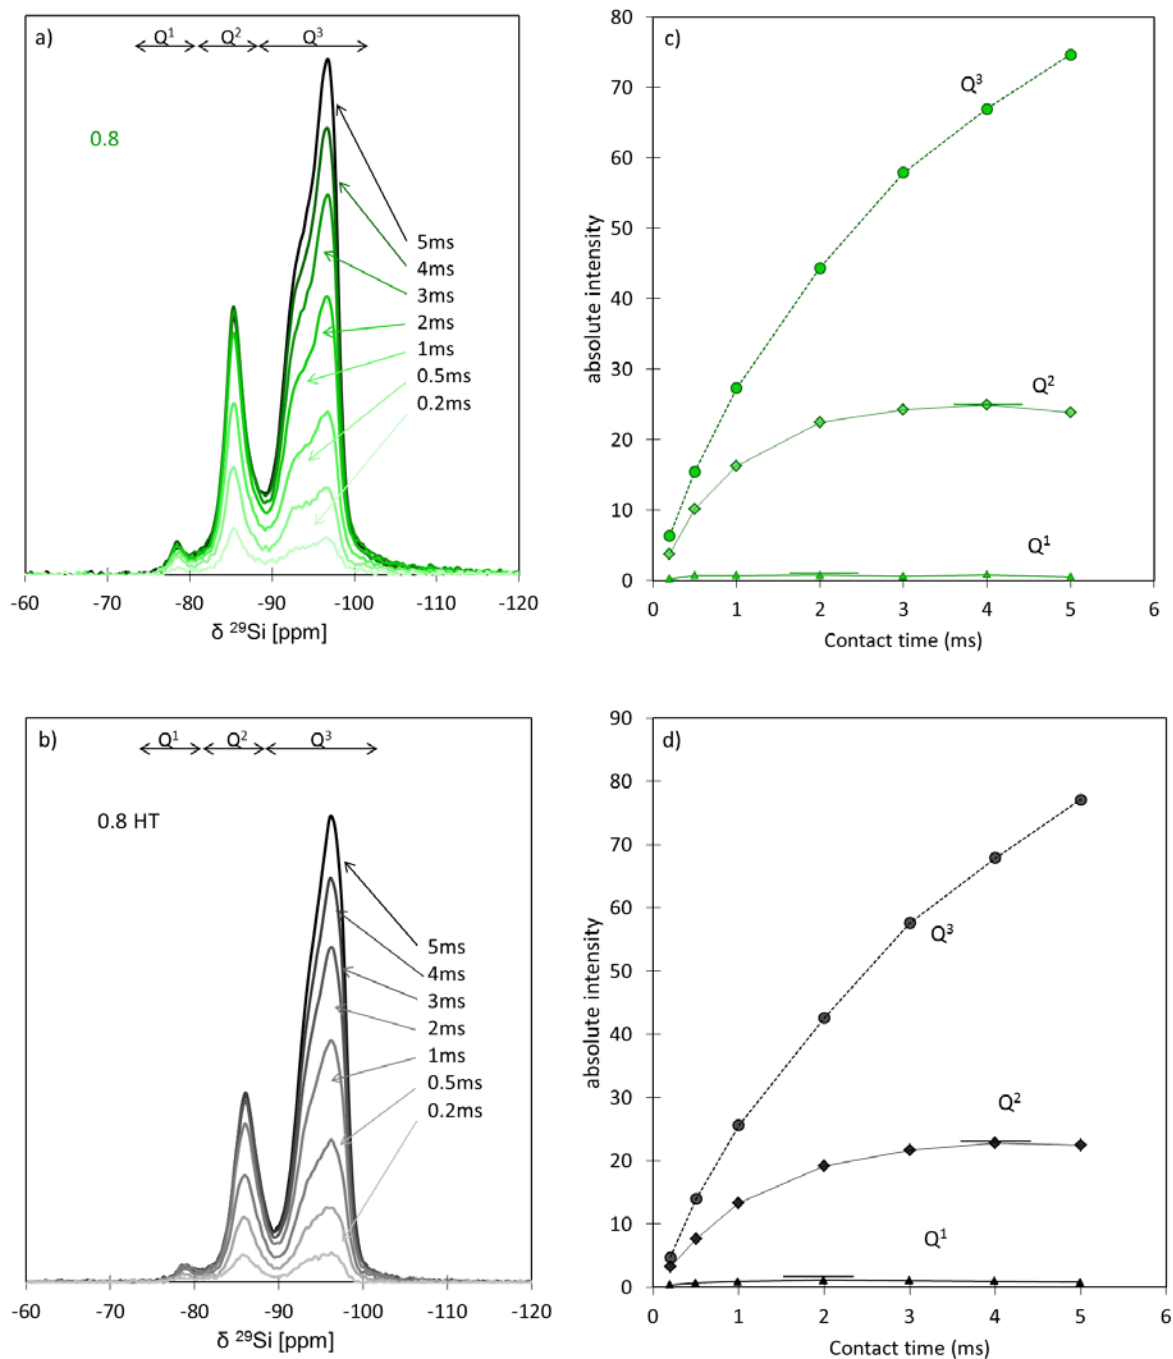 a)
Q¹ Q² Q³
0.8
5ms
4ms
3ms
2ms
1ms
0.5ms
0.2ms
-60 -70 -80 -90 -100 -110 -120
δ ²⁹Si [ppm]
c)
80
70
60
50
40
30
20
10
0
absolute intensity
Q³
Q²
Q¹
0 1 2 3 4 5 6
Contact time (ms)
b)
Q¹ Q² Q³
0.8 HT
5ms
4ms
3ms
2ms
1ms
0.5ms
0.2ms
-60 -70 -80 -90 -100 -110 -120
δ ²⁹Si [ppm]
d)
90
80
70
60
50
40
30
20
10
0
absolute intensity
Q³
Q²
Q¹
0 1 2 3 4 5 6
Contact time (ms)